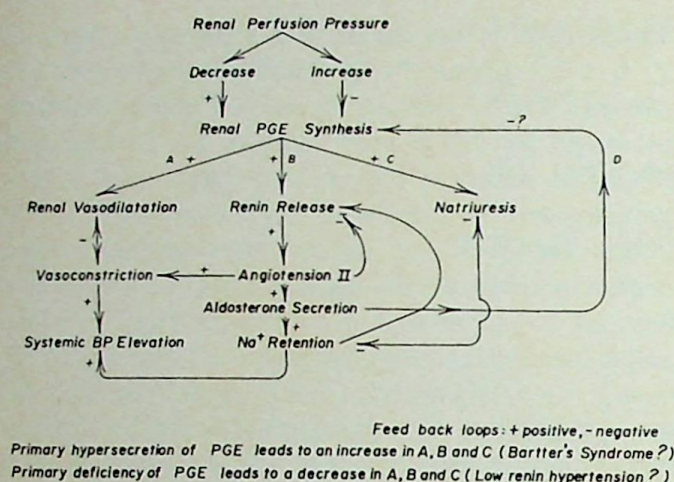 Renal Perfusion Pressure
Decrease Increase
+ -
Renal PGE Synthesis -?
A + + B + C D
Renal Vasodilatation Renin Release Natriuresis
- + - -
Vasoconstriction + Angiotension II
+ +
Aldosterone Secretion
+
Systemic BP Elevation Na+ Retention -
+
Feed back loops: + positive, - negative
Primary hypersecretion of PGE leads to an increase in A, B and C (Bartter's Syndrome?)
Primary deficiency of PGE leads to a decrease in A, B and C (Low renin hypertension?)